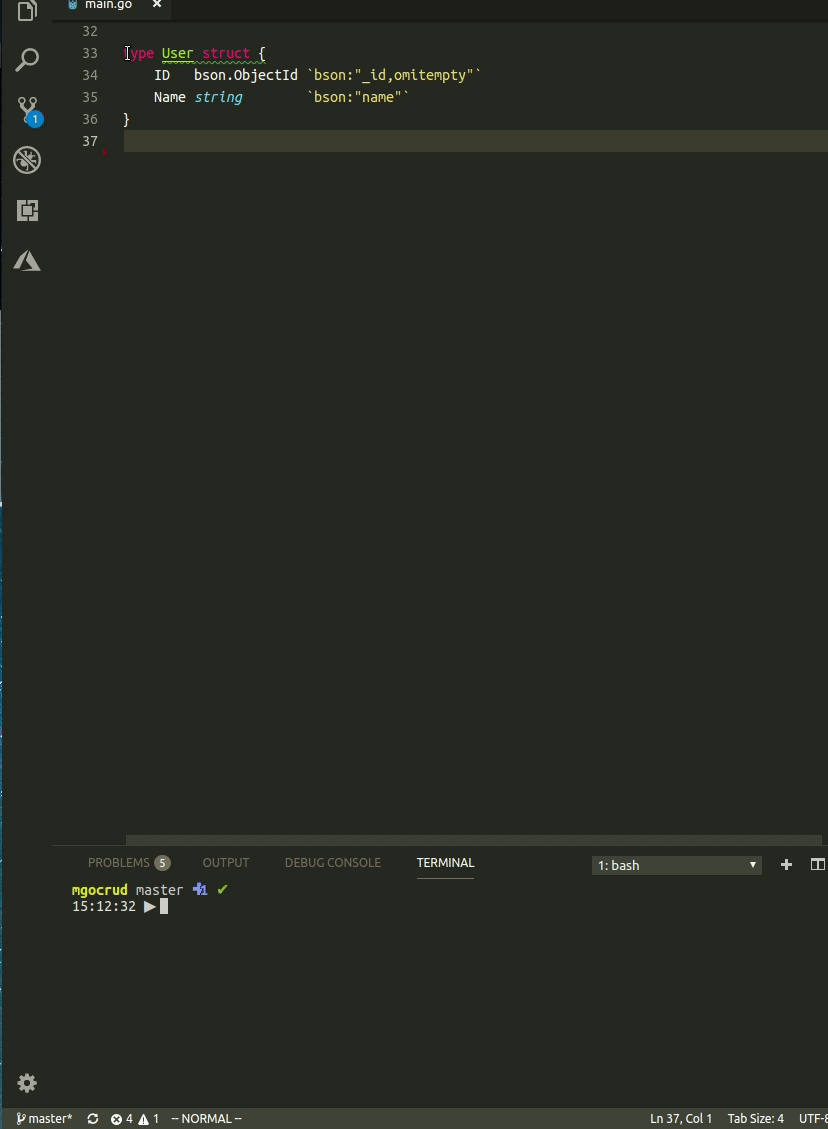 main.go ×
32
33 type User struct {
34 ID bson.ObjectId `bson:"_id,omitempty"`
35 Name string `bson:"name"`
36 }
37
1
PROBLEMS 5 OUTPUT DEBUG CONSOLE TERMINAL 1: bash
mgocrud master 1 ✔
15:12:32 ▶
master* 4 1 -- NORMAL -- Ln 37, Col 1 Tab Size: 4 UTF-8